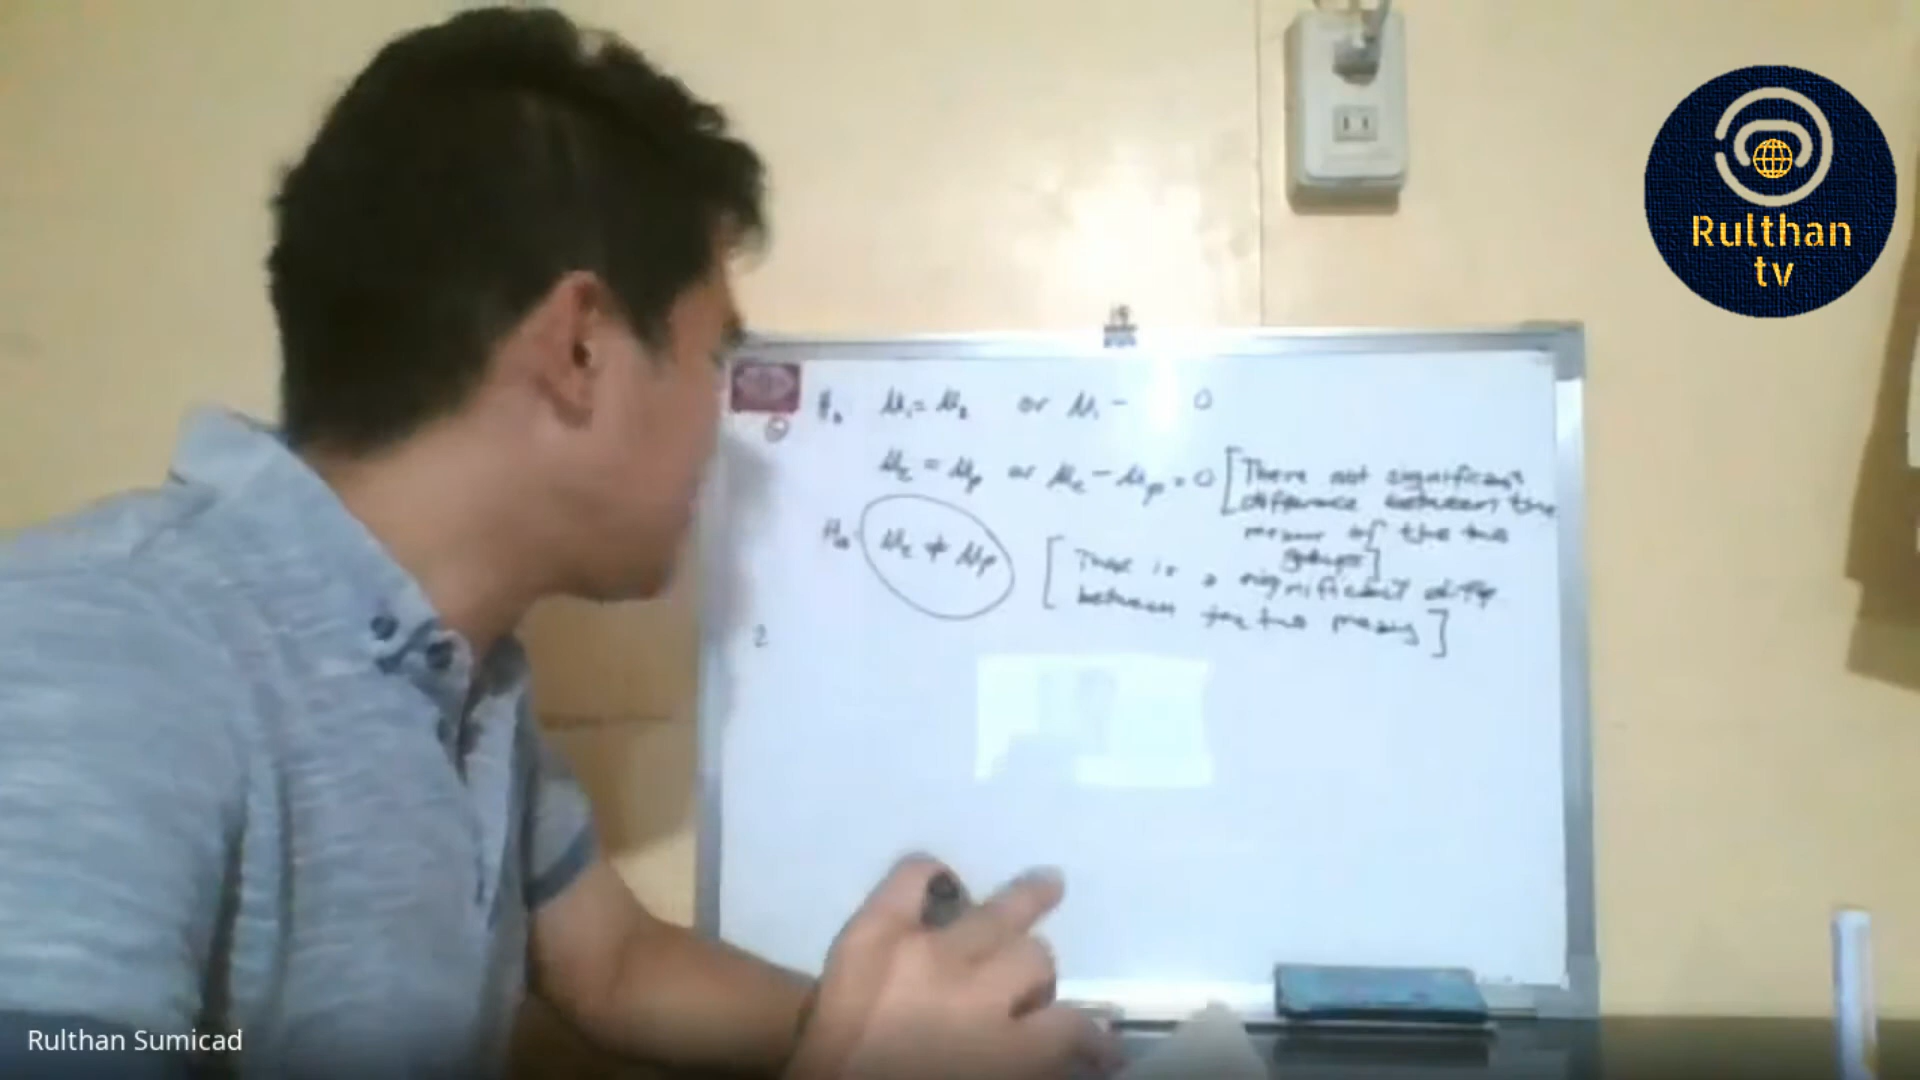 Rulthan
tv
H₀ μ₁ = μ₂ or μ₁ - 0
μc = μp or μc - μp = 0 [There not significant
difference between the
means of the two
groups]
Ha μc ≠ μp [There is a significant diff
between the two means]
2
Rulthan Sumicad